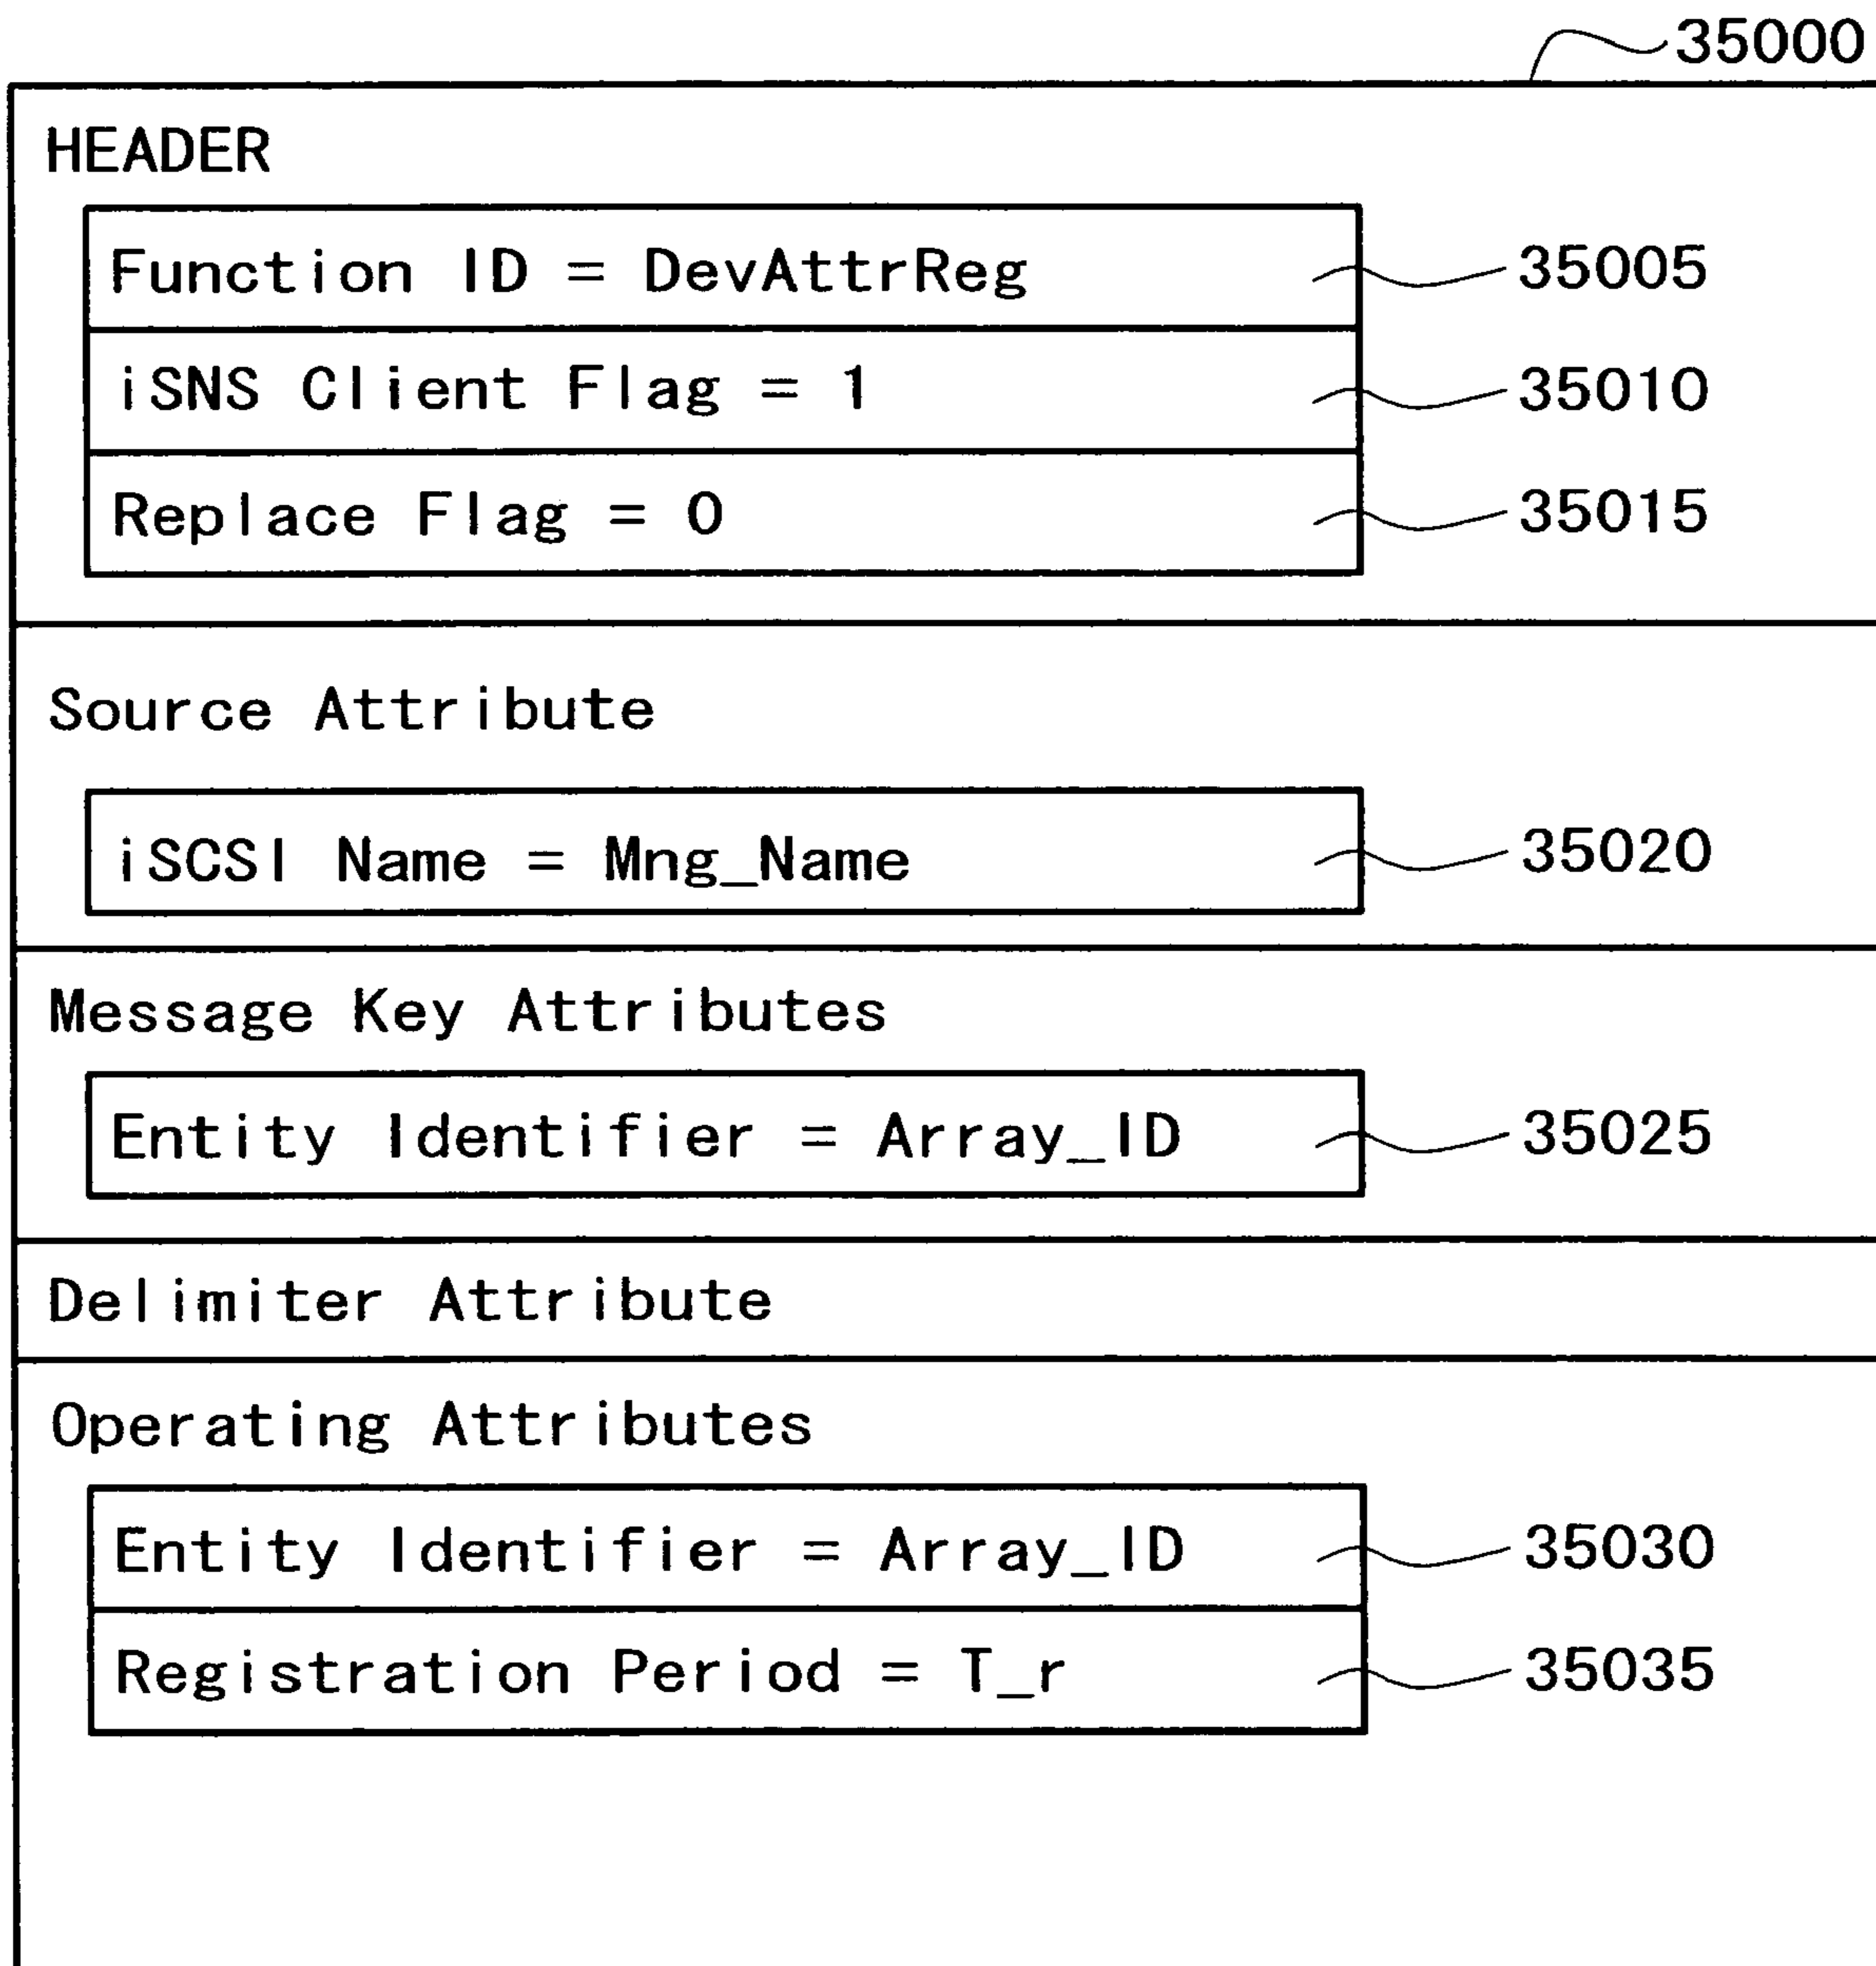 35000
HEADER
Function ID = DevAttrReg
35005
iSNS Client Flag = 1
35010
Replace Flag = 0
35015
Source Attribute
iSCSI Name = Mng_Name
35020
Message Key Attributes
Entity Identifier = Array_ID
35025
Delimiter Attribute
Operating Attributes
Entity Identifier = Array_ID
35030
Registration Period = T_r
35035